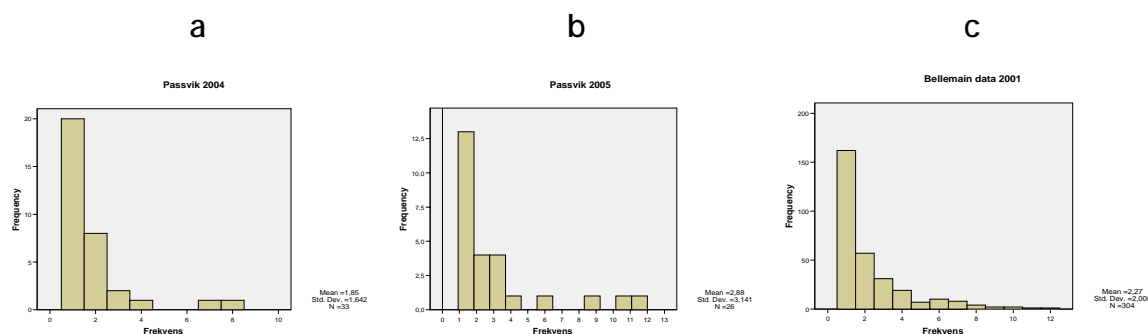 a
b
c
Passvik 2004
20
15
10
5
0
Frequency
0 2 4 6 8 10
Frekvens
Mean =1,85
Std. Dev. =1,642
N =33
Passvik 2005
12,5
10,0
7,5
5,0
2,5
0,0
Frequency
0 1 2 3 4 5 6 7 8 9 10 11 12 13
Frekvens
Mean =2,88
Std. Dev. =3,141
N =26
Bellemain data 2001
200
150
100
50
0
Frequency
0 2 4 6 8 10 12
Frekvens
Mean =2,27
Std. Dev. =2,00
N =304